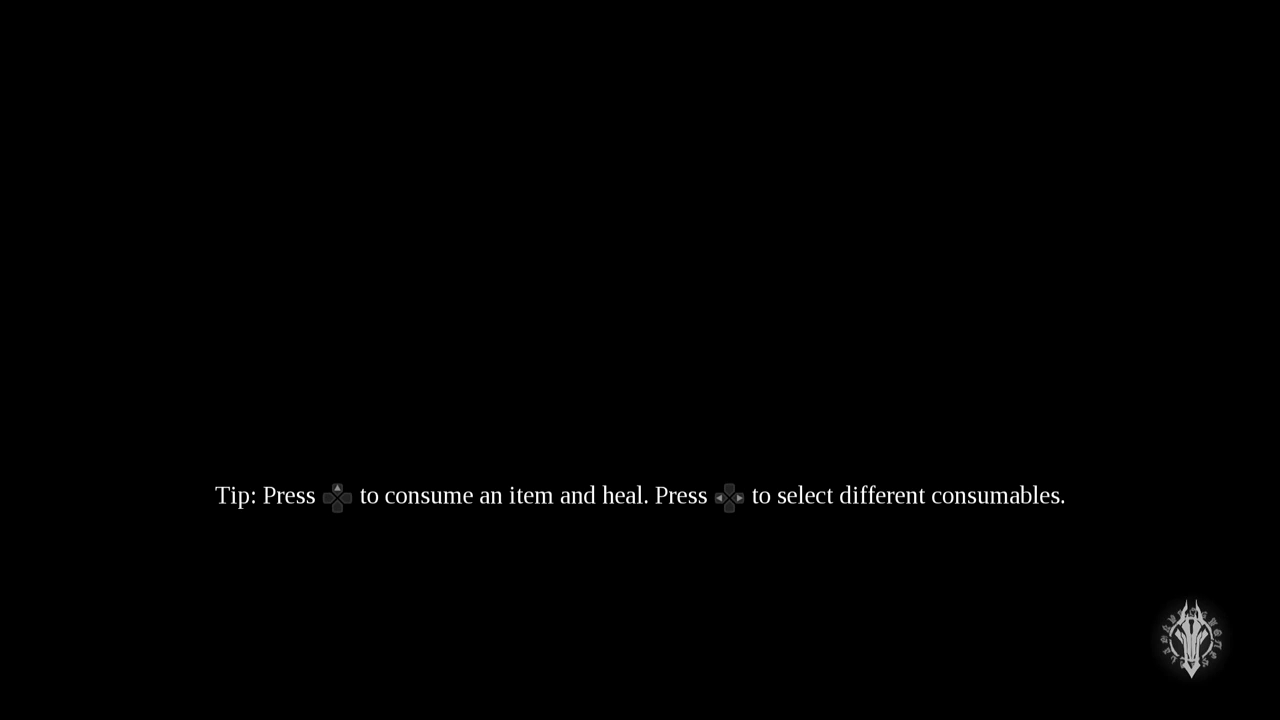 Tip: Press to consume an item and heal. Press to select different consumables.